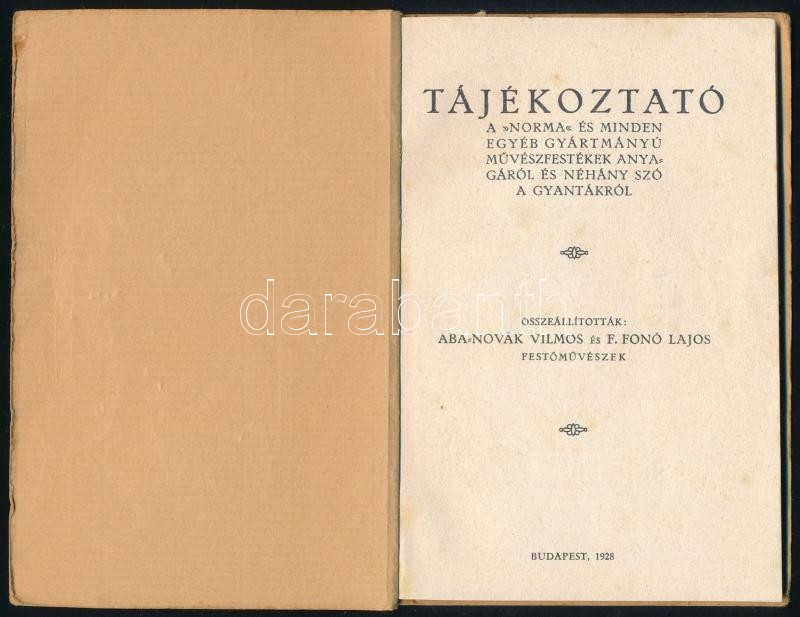 TÁJÉKOZTATÓ
A »NORMA« ÉS MINDEN
EGYÉB GYÁRTMÁNYÚ
MŰVÉSZFESTÉKEK ANYA=
GÁRÓL ÉS NÉHÁNY SZÓ
A GYANTÁKRÓL
ÖSSZEÁLLÍTOTTÁK:
ABA=NOVÁK VILMOS ÉS F. FONÓ LAJOS
FESTŐMŰVÉSZEK
BUDAPEST, 1928
darabanth